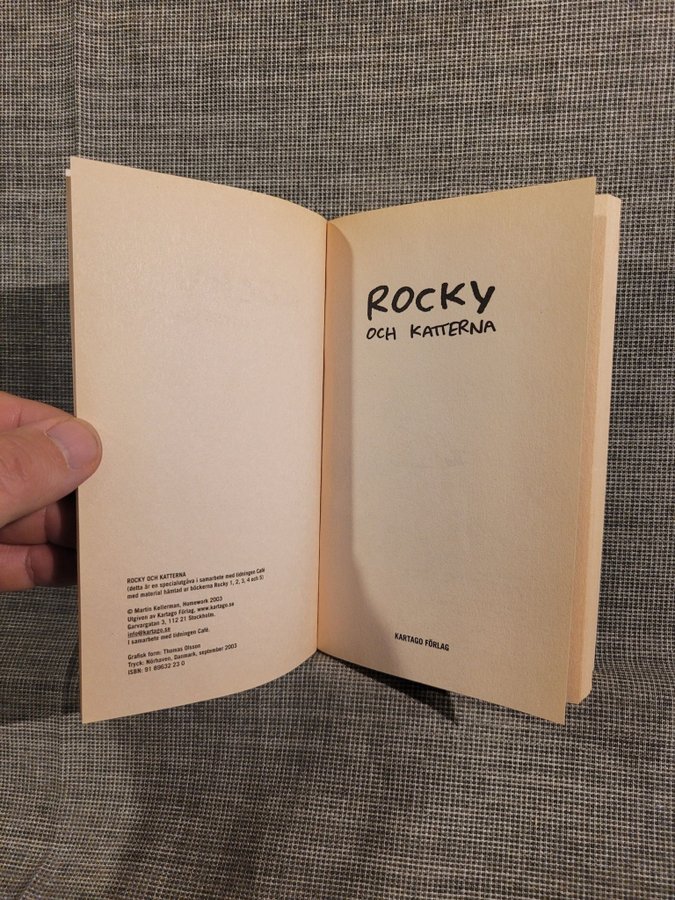 ROCKY OCH KATTERNA
(detta är en specialutgåva i samarbete med tidningen Café
med material hämtad ur böckerna Rocky 1, 2, 3, 4 och 5)
© Martin Kellerman, Homework 2003
Utgiven av Kartago Förlag, www.kartago.se
Garvargatan 3, 112 21 Stockholm.
info@kartago.se
i samarbete med tidningen Café.
Grafisk form: Thomas Olsson
Tryck: Nörhaven, Danmark, september 2003
ISBN: 91 89632 23 0
ROCKY
OCH KATTERNA
KARTAGO FÖRLAG